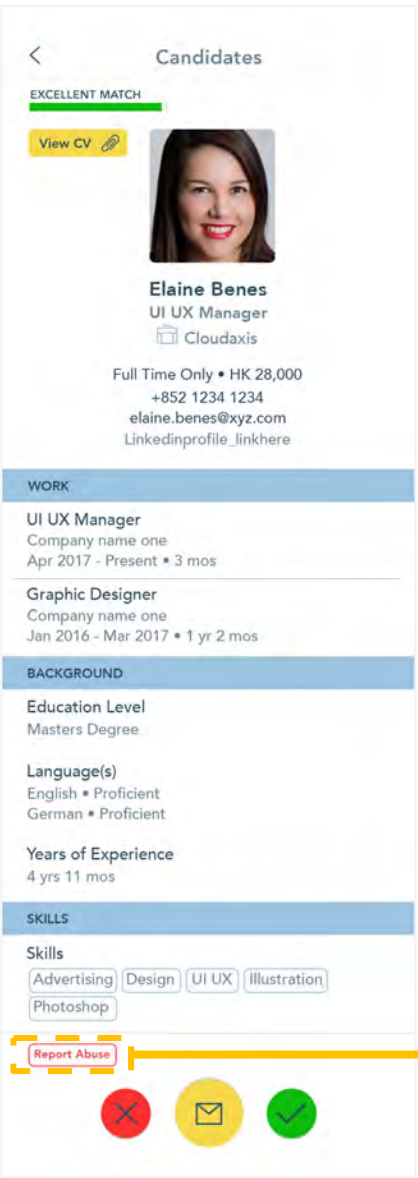 Candidates
EXCELLENT MATCH
View CV
Elaine Benes
UI UX Manager
Cloudaxis
Full Time Only • HK 28,000
+852 1234 1234
elaine.benes@xyz.com
Linkedinprofile_linkhere
WORK
UI UX Manager
Company name one
Apr 2017 - Present • 3 mos
Graphic Designer
Company name one
Jan 2016 - Mar 2017 • 1 yr 2 mos
BACKGROUND
Education Level
Masters Degree
Language(s)
English • Proficient
German • Proficient
Years of Experience
4 yrs 11 mos
SKILLS
Skills
Advertising Design UI UX Illustration
Photoshop
Report Abuse